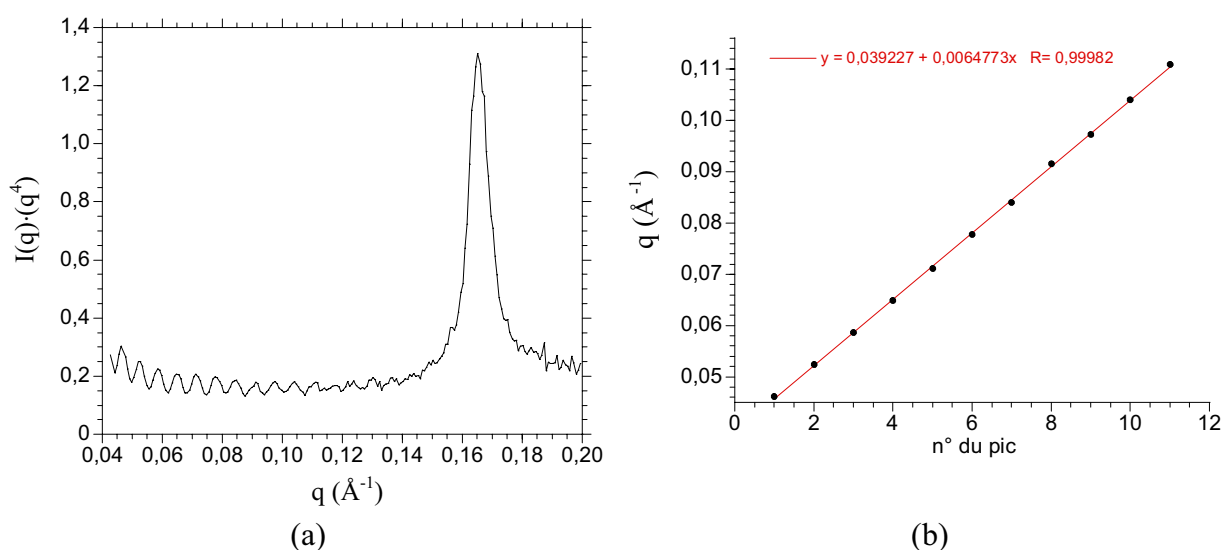 1,4
1,2
1,0
0,8
0,6
0,4
0,2
0
I(q)·(q⁴)
0,04 0,06 0,08 0,10 0,12 0,14 0,16 0,18 0,20
q (Å⁻¹)
(a)
y = 0,039227 + 0,0064773x R= 0,99982
0,11
0,10
0,09
0,08
0,07
0,06
0,05
q (Å⁻¹)
0 2 4 6 8 10 12
n° du pic
(b)